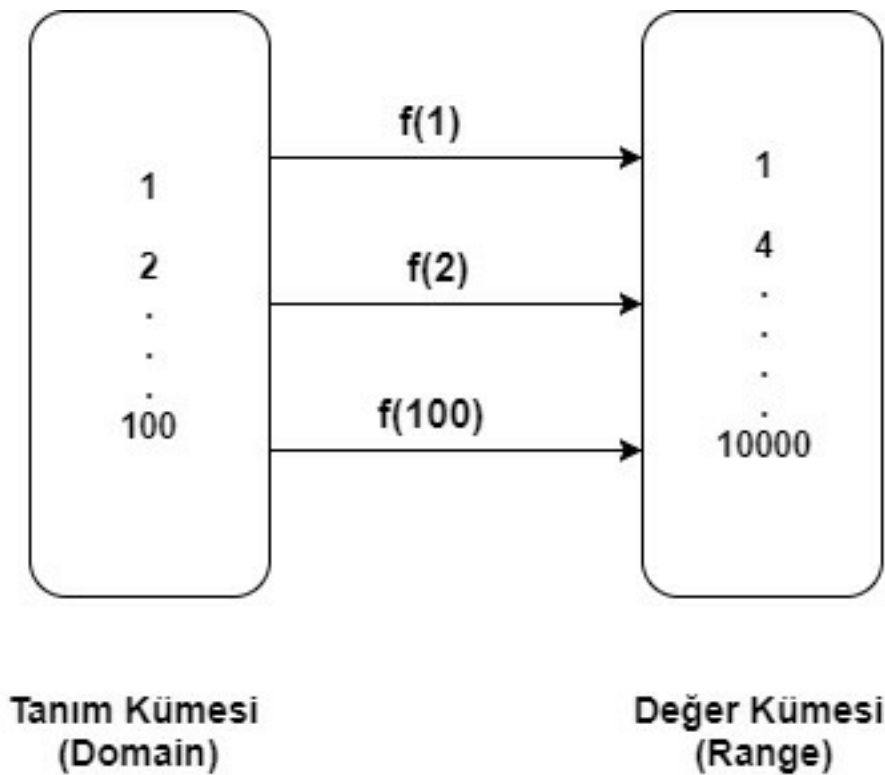 f(1)
1
1
2
4
f(2)
.
.
.
.
.
.
.
100
f(100)
10000
Tanım Kümesi
(Domain)
Değer Kümesi
(Range)